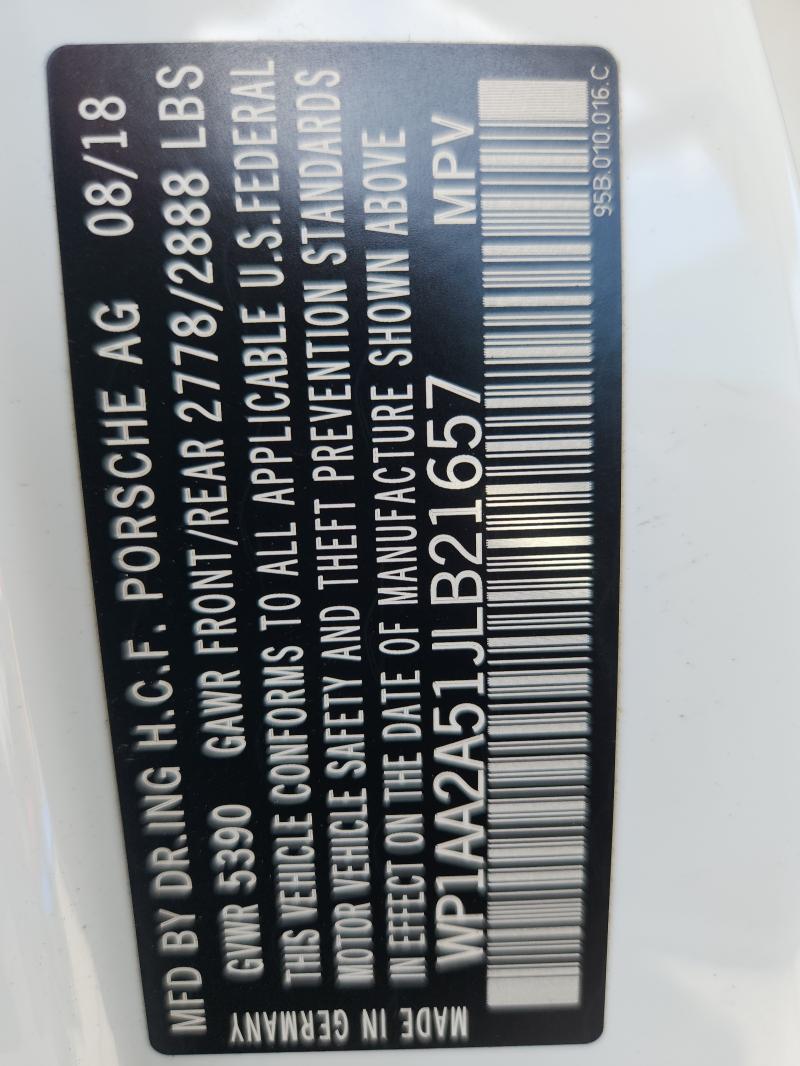 MFD BY DR.ING H.C.F. PORSCHE AG 08/18
GVWR 5390 GAWR FRONT/REAR 2778/2888 LBS
THIS VEHICLE CONFORMS TO ALL APPLICABLE U.S.FEDERAL
MOTOR VEHICLE SAFETY AND THEFT PREVENTION STANDARDS
IN EFFECT ON THE DATE OF MANUFACTURE SHOWN ABOVE
WP1AA2A51JLB21657 MPV
95B.010.016.C
MADE IN GERMANY